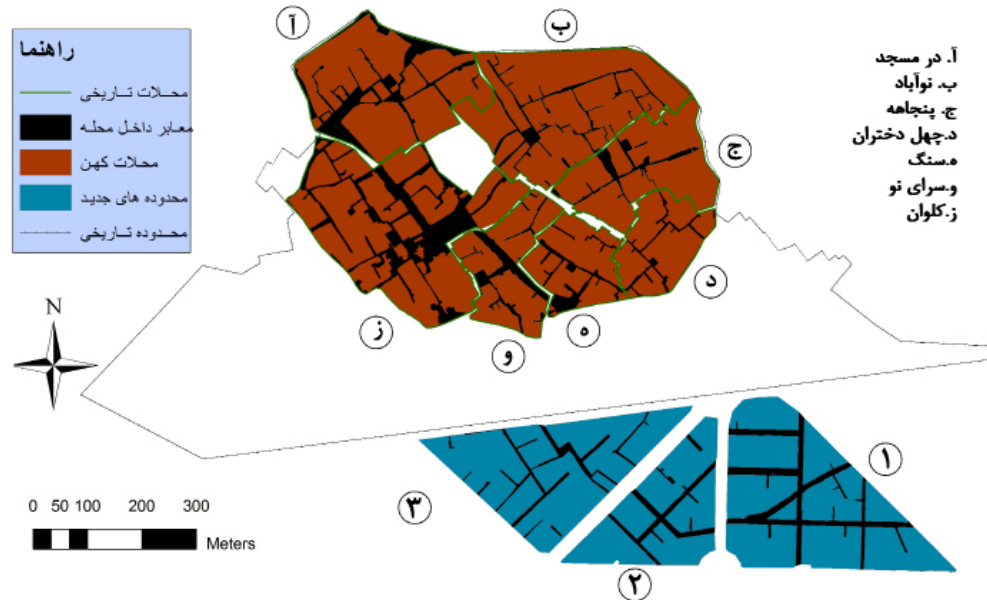 راهنما
محلات تاریخی
معابر داخل محله
محلات کهن
محدوده های جدید
محدوده تاریخی
آ
ب
ج
د
ه
و
ز
آ. در مسجد
ب. نوآباد
ج. پنجاهه
د.چهل دختران
ه.سنگ
و.سرای نو
ز.کلوان
N
۱
۲
۳
0 50 100 200 300
Meters